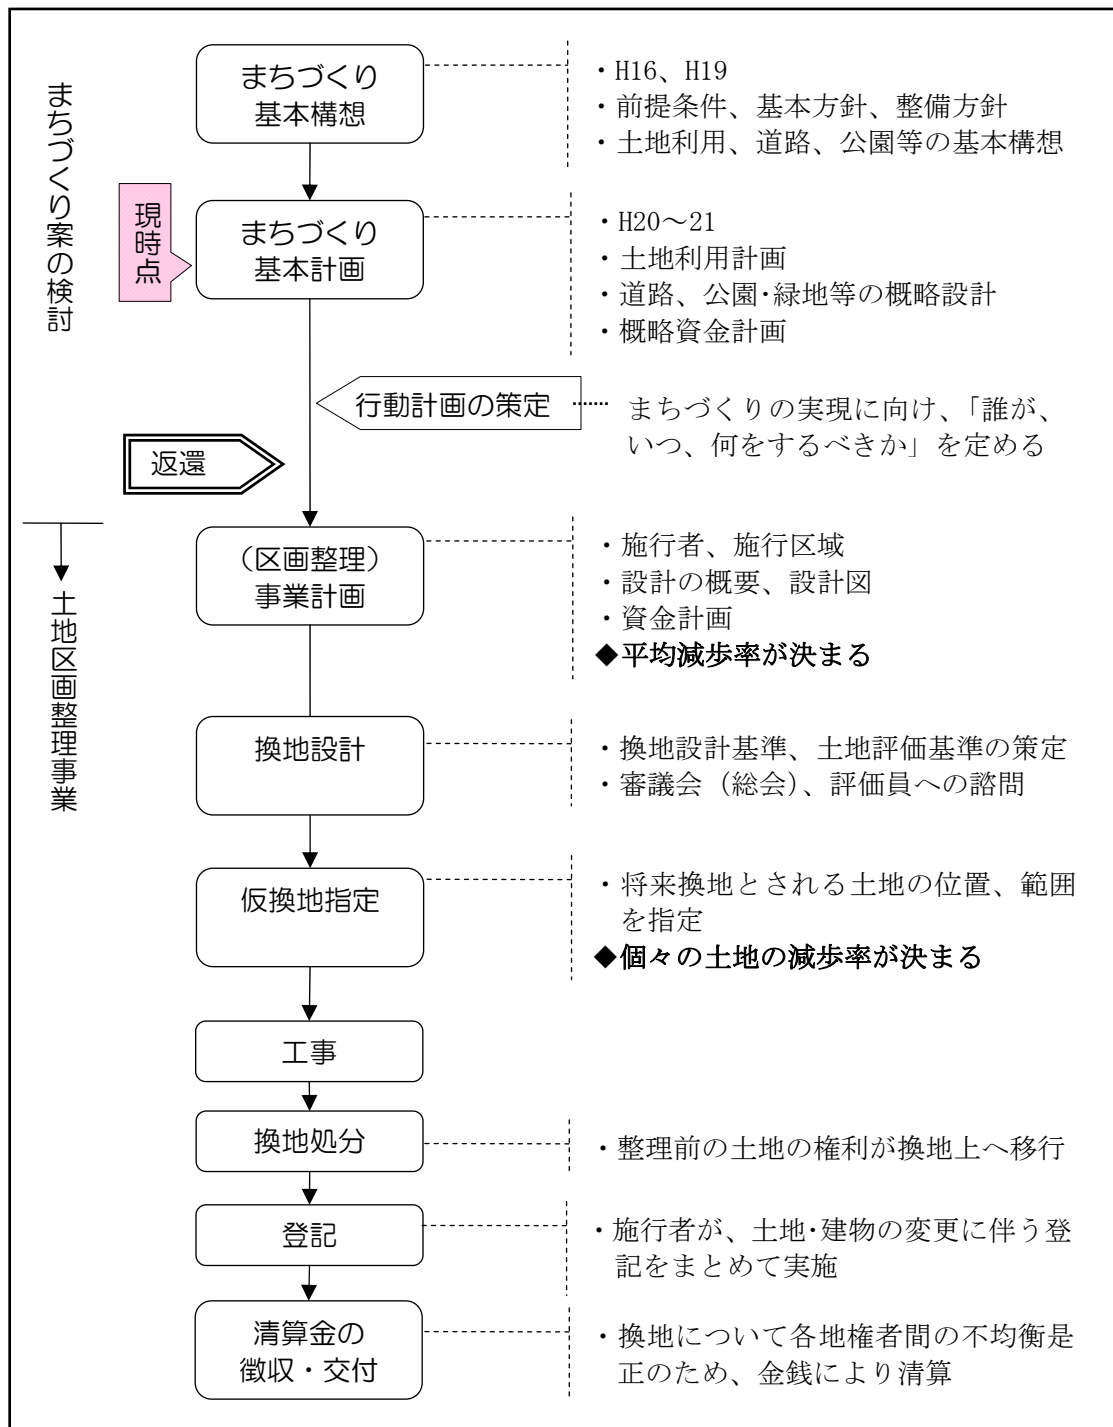 まちづくり案の検討
まちづくり
基本構想
・H16、H19
・前提条件、基本方針、整備方針
・土地利用、道路、公園等の基本構想
現時点
まちづくり
基本計画
・H20～21
・土地利用計画
・道路、公園・緑地等の概略設計
・概略資金計画
行動計画の策定
まちづくりの実現に向け、「誰が、
いつ、何をするべきか」を定める
返還
土地区画整理事業
（区画整理）
事業計画
・施行者、施行区域
・設計の概要、設計図
・資金計画
◆平均減歩率が決まる
換地設計
・換地設計基準、土地評価基準の策定
・審議会（総会）、評価員への諮問
仮換地指定
・将来換地とされる土地の位置、範囲
を指定
◆個々の土地の減歩率が決まる
工事
換地処分
・整理前の土地の権利が換地上へ移行
登記
・施行者が、土地・建物の変更に伴う登
記をまとめて実施
清算金の
徴収・交付
・換地について各地権者間の不均衡是
正のため、金銭により清算